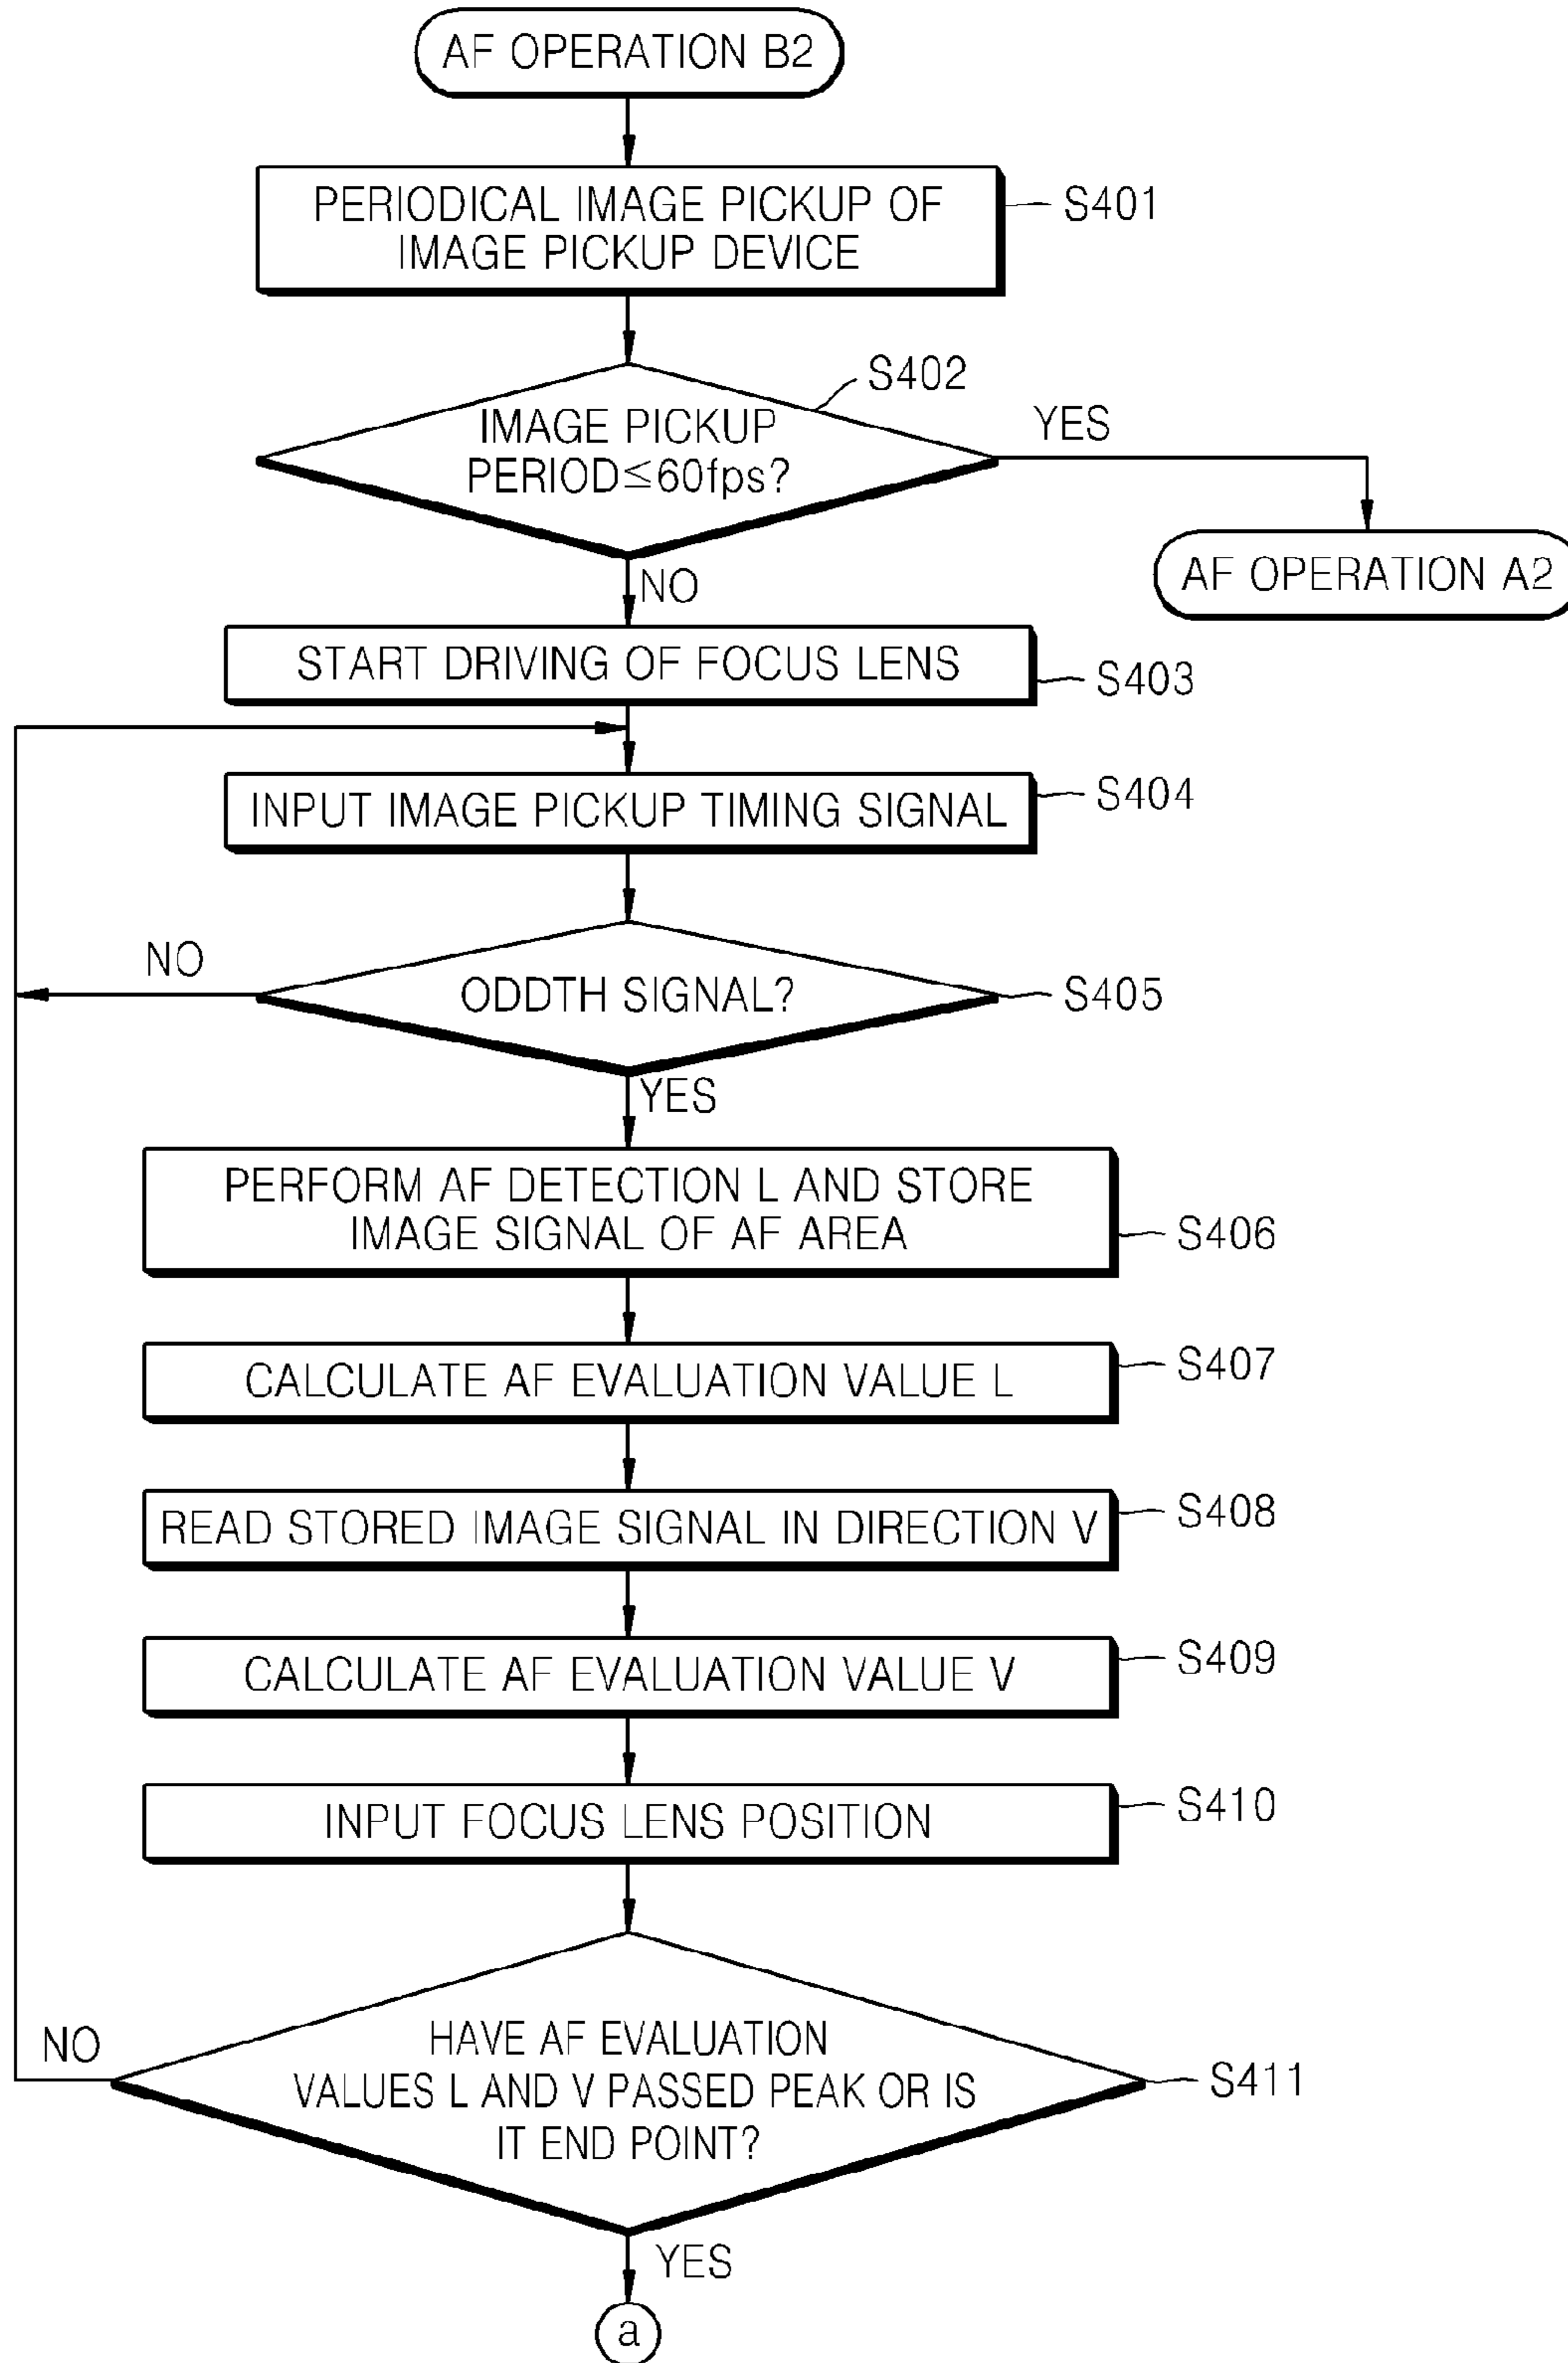 AF OPERATION B2
PERIODICAL IMAGE PICKUP OF
IMAGE PICKUP DEVICE
S401
S402
IMAGE PICKUP
PERIOD≤60fps?
YES
AF OPERATION A2
NO
START DRIVING OF FOCUS LENS
S403
INPUT IMAGE PICKUP TIMING SIGNAL
S404
NO
ODDTH SIGNAL?
S405
YES
PERFORM AF DETECTION L AND STORE
IMAGE SIGNAL OF AF AREA
S406
CALCULATE AF EVALUATION VALUE L
S407
READ STORED IMAGE SIGNAL IN DIRECTION V
S408
CALCULATE AF EVALUATION VALUE V
S409
INPUT FOCUS LENS POSITION
S410
NO
HAVE AF EVALUATION
VALUES L AND V PASSED PEAK OR IS
IT END POINT?
S411
YES
a